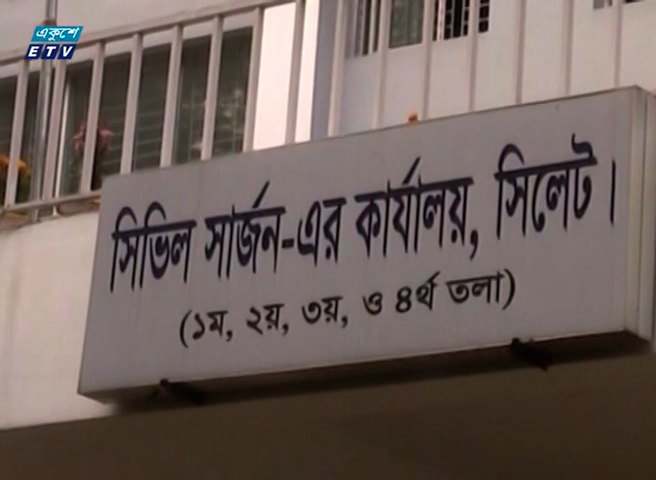 একুশে
ETV
সিভিল সার্জন-এর কার্যালয়, সিলেট।
(১ম, ২য়, ৩য়, ও ৪র্থ তলা)